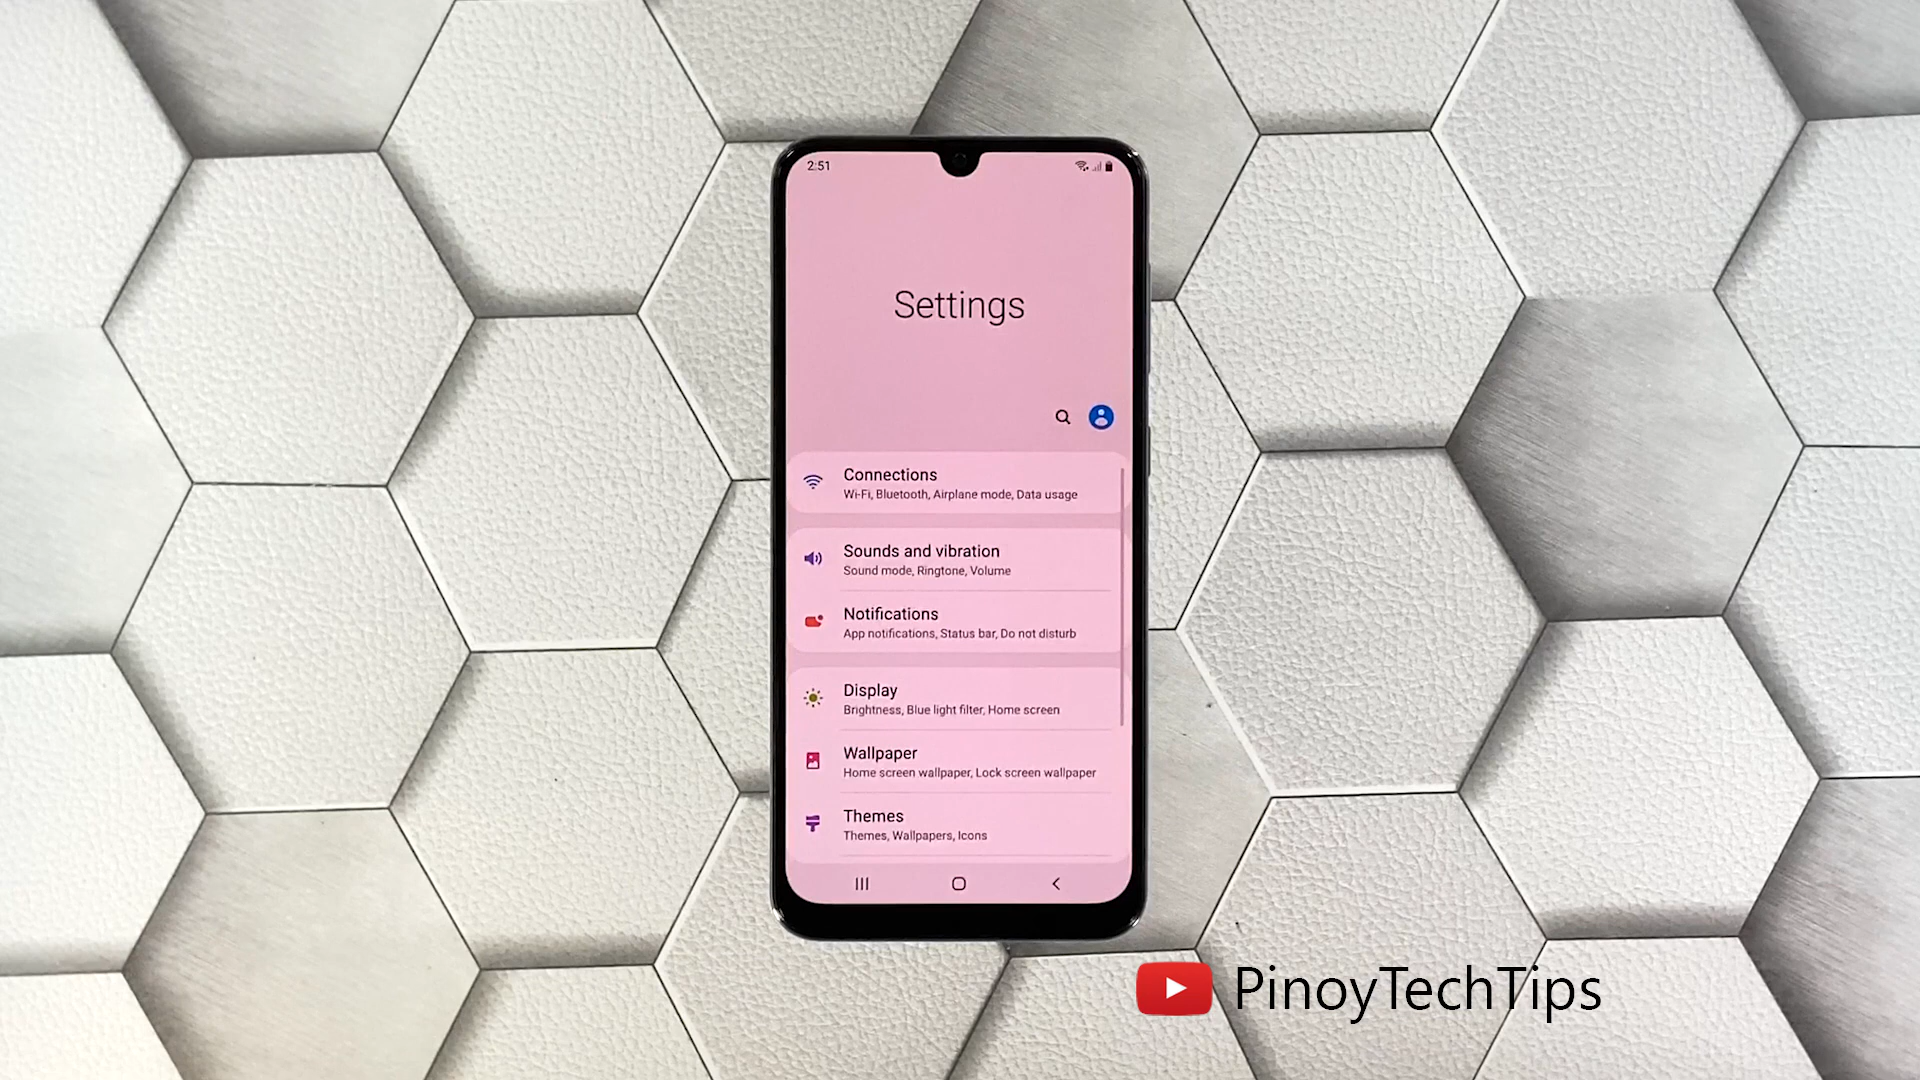 2:51
Settings
Connections
Wi-Fi, Bluetooth, Airplane mode, Data usage
Sounds and vibration
Sound mode, Ringtone, Volume
Notifications
App notifications, Status bar, Do not disturb
Display
Brightness, Blue light filter, Home screen
Wallpaper
Home screen wallpaper, Lock screen wallpaper
Themes
Themes, Wallpapers, Icons
PinoyTechTips